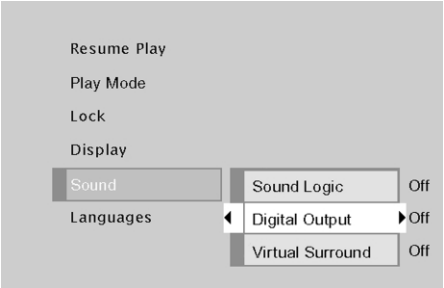 Resume Play
Play Mode
Lock
Display
Sound
Sound Logic Off
Languages
Digital Output Off
Virtual Surround Off